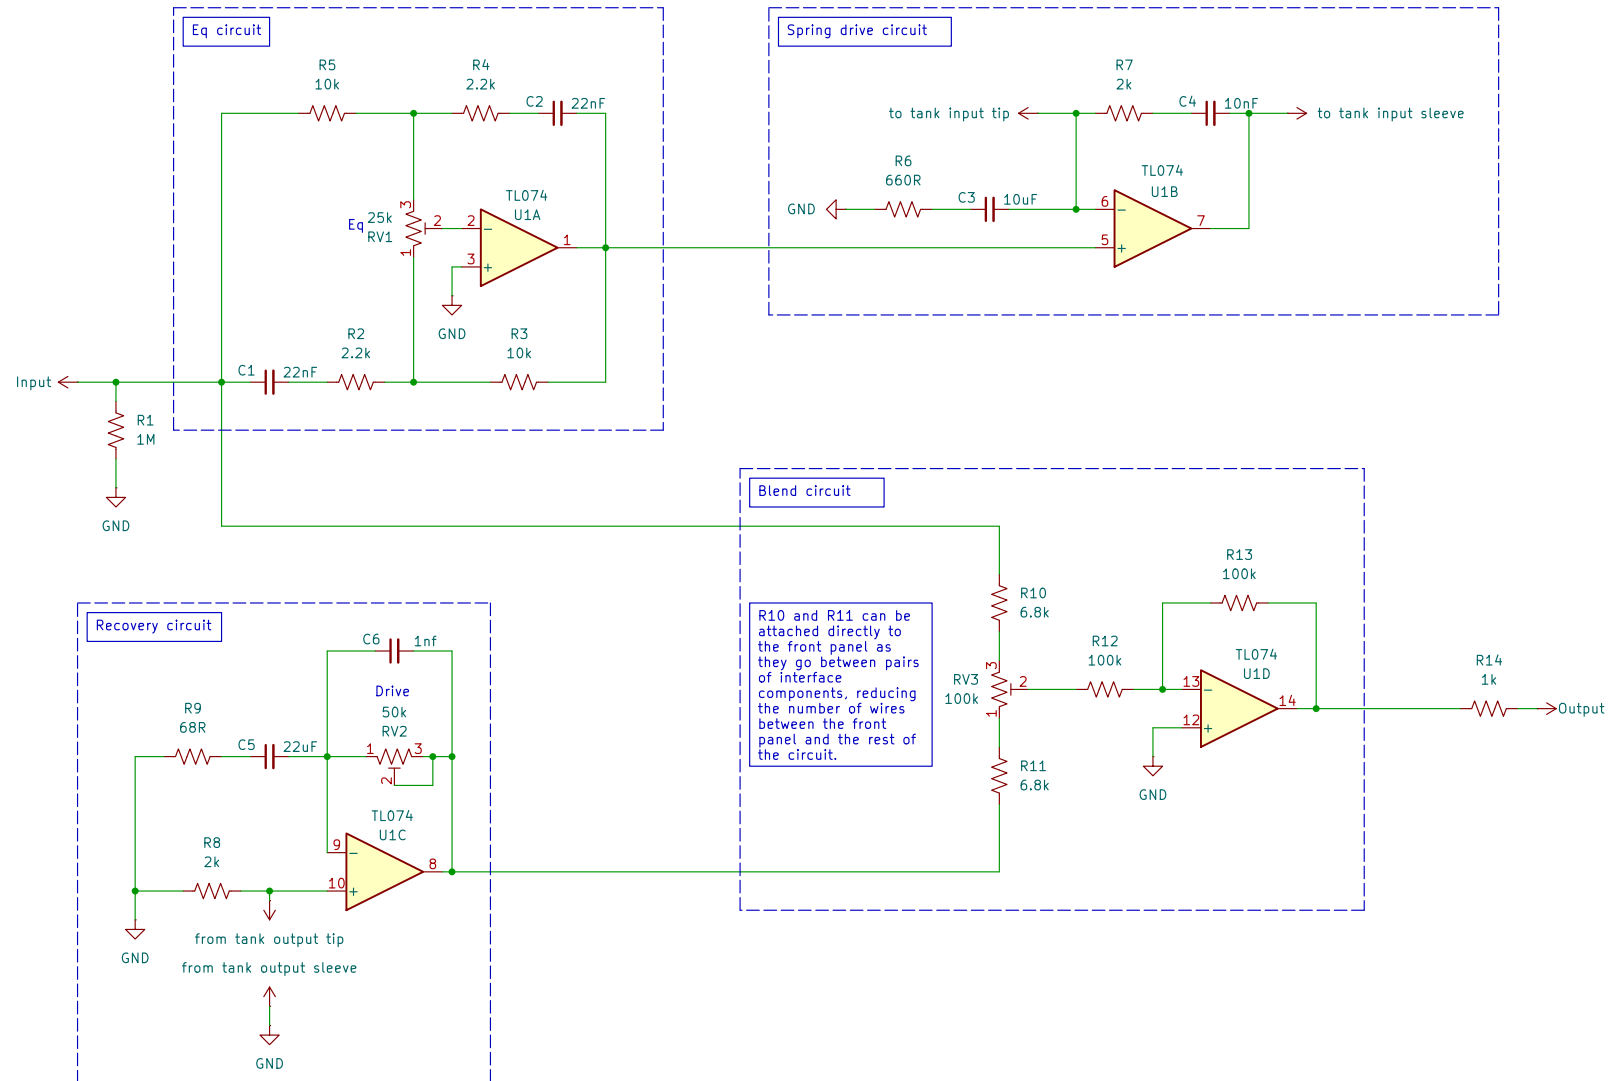 Eq circuit
R5
10k
R4
2.2k
C2
22nF
TL074
U1A
Eq
25k
RV1
3
2
1
2
3
1
−
+
GND
R2
2.2k
R3
10k
C1
22nF
Input
R1
1M
GND
Spring drive circuit
R7
2k
to tank input tip
C4
10nF
to tank input sleeve
R6
660R
TL074
U1B
GND
C3
10uF
6
5
7
−
+
Blend circuit
R10 and R11 can be
attached directly to
the front panel as
they go between pairs
of interface
components, reducing
the number of wires
between the front
panel and the rest of
the circuit.
R10
6.8k
RV3
100k
3
2
1
R11
6.8k
R12
100k
R13
100k
TL074
U1D
13
12
14
−
+
GND
R14
1k
Output
Recovery circuit
C6
1nf
Drive
50k
RV2
R9
68R
C5
22uF
1
3
2
TL074
U1C
R8
2k
9
10
8
−
+
GND
from tank output tip
from tank output sleeve
GND